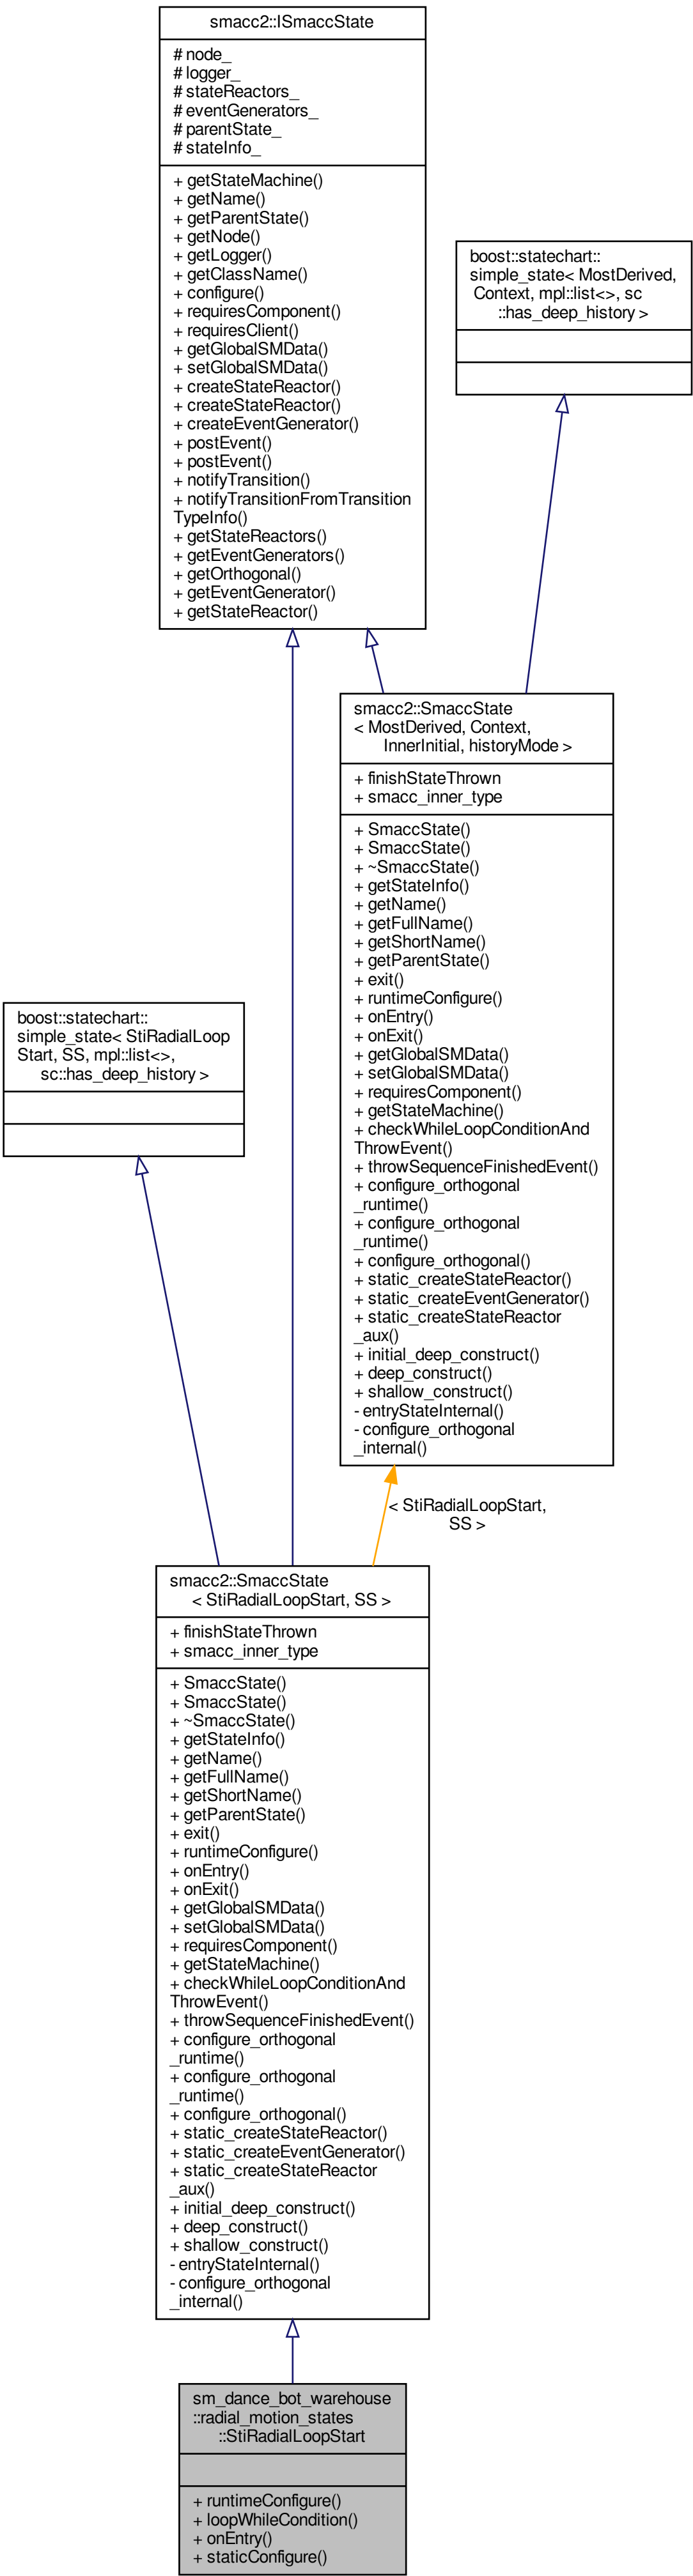 smacc2::ISmaccState
# node_
# logger_
# stateReactors_
# eventGenerators_
# parentState_
# stateInfo_
+ getStateMachine()
+ getName()
+ getParentState()
+ getNode()
+ getLogger()
+ getClassName()
+ configure()
+ requiresComponent()
+ requiresClient()
+ getGlobalSMData()
+ setGlobalSMData()
+ createStateReactor()
+ createStateReactor()
+ createEventGenerator()
+ postEvent()
+ postEvent()
+ notifyTransition()
+ notifyTransitionFromTransition
TypeInfo()
+ getStateReactors()
+ getEventGenerators()
+ getOrthogonal()
+ getEventGenerator()
+ getStateReactor()
boost::statechart::
simple_state< MostDerived,
Context, mpl::list<>, sc
::has_deep_history >
smacc2::SmaccState
< MostDerived, Context,
InnerInitial, historyMode >
+ finishStateThrown
+ smacc_inner_type
+ SmaccState()
+ SmaccState()
+ ~SmaccState()
+ getStateInfo()
+ getName()
+ getFullName()
+ getShortName()
+ getParentState()
+ exit()
+ runtimeConfigure()
+ onEntry()
+ onExit()
+ getGlobalSMData()
+ setGlobalSMData()
+ requiresComponent()
+ getStateMachine()
+ checkWhileLoopConditionAnd
ThrowEvent()
+ throwSequenceFinishedEvent()
+ configure_orthogonal
_runtime()
+ configure_orthogonal
_runtime()
+ configure_orthogonal()
+ static_createStateReactor()
+ static_createEventGenerator()
+ static_createStateReactor
_aux()
+ initial_deep_construct()
+ deep_construct()
+ shallow_construct()
- entryStateInternal()
- configure_orthogonal
_internal()
boost::statechart::
simple_state< StiRadialLoop
Start, SS, mpl::list<>,
sc::has_deep_history >
< StiRadialLoopStart,
SS >
smacc2::SmaccState
< StiRadialLoopStart, SS >
+ finishStateThrown
+ smacc_inner_type
+ SmaccState()
+ SmaccState()
+ ~SmaccState()
+ getStateInfo()
+ getName()
+ getFullName()
+ getShortName()
+ getParentState()
+ exit()
+ runtimeConfigure()
+ onEntry()
+ onExit()
+ getGlobalSMData()
+ setGlobalSMData()
+ requiresComponent()
+ getStateMachine()
+ checkWhileLoopConditionAnd
ThrowEvent()
+ throwSequenceFinishedEvent()
+ configure_orthogonal
_runtime()
+ configure_orthogonal
_runtime()
+ configure_orthogonal()
+ static_createStateReactor()
+ static_createEventGenerator()
+ static_createStateReactor
_aux()
+ initial_deep_construct()
+ deep_construct()
+ shallow_construct()
- entryStateInternal()
- configure_orthogonal
_internal()
sm_dance_bot_warehouse
::radial_motion_states
::StiRadialLoopStart
+ runtimeConfigure()
+ loopWhileCondition()
+ onEntry()
+ staticConfigure()